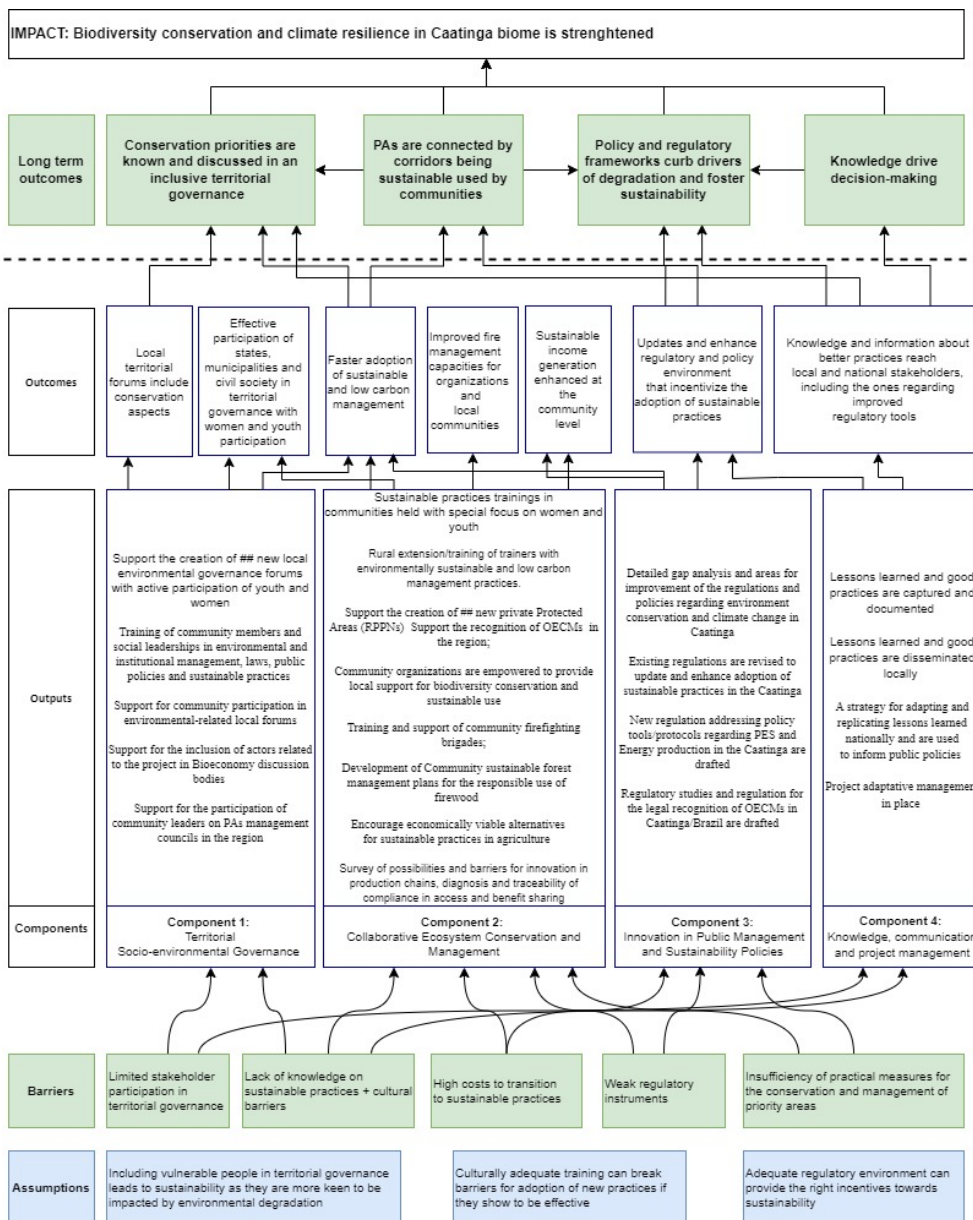 IMPACT: Biodiversity conservation and climate resilience in Caatinga biome is strenghtened
Long term
outcomes
Conservation priorities are
known and discussed in an
inclusive territorial
governance
PAs are connected by
corridors being
sustainable used by
communities
Policy and regulatory
frameworks curb drivers
of degradation and foster
sustainability
Knowledge drive
decision-making
Outcomes
Local
territorial
forums include
conservation
aspects
Effective
participation of
states,
municipalities and
civil society in
territorial
governance with
women and youth
participation
Faster adoption
of sustainable
and low carbon
management
Improved fire
management
capacities for
organizations
and
local
communities
Sustainable
income
generation
enhanced at
the community
level
Updates and enhance
regulatory and policy
environment
that incentivize the
adoption of sustainable
practices
Knowledge and information about
better practices reach
local and national stakeholders,
including the ones regarding
improved
regulatory tools
Outputs
Support the creation of ## new local
environmental governance forums
with active participation of youth and
women
Training of community members and
social leaderships in environmental and
institutional management, laws, public
policies and sustainable practices
Support for community participation
in environmental-related local forums
Support for the inclusion of actors related
to the project in Bioeconomy discussion
bodies
Support for the participation of
community leaders on PAs management
councils in the region
Sustainable practices trainings in
communities held with special focus on women and
youth
Rural extension/training of trainers with
environmentally sustainable and low carbon
management practices.
Support the creation of ## new private Protected
Areas (RPPNs) Support the recognition of OECMs in
the region;
Community organizations are empowered to provide
local support for biodiversity conservation and
sustainable use
Training and support of community firefighting
brigades;
Development of Community sustainable forest
management plans for the responsible use of
firewood
Encourage economically viable alternatives
for sustainable practices in agriculture
Survey of possibilities and barriers for innovation in
production chains, diagnosis and traceability of
compliance in access and benefit sharing
Detailed gap analysis and areas for
improvement of the regulations and
policies regarding environment
conservation and climate change in
Caatinga
Existing regulations are revised to
update and enhance adoption of
sustainable practices in the Caatinga
New regulation addressing policy
tools/protocols regarding PES and
Energy production in the Caatinga are
drafted
Regulatory studies and regulation for
the legal recognition of OECMs in
Caatinga/Brazil are drafted
Lessons learned and good
practices are captured and
documented
Lessons learned and good
practices are disseminated
locally
A strategy for adapting and
replicating lessons learned
nationally and are used
to inform public policies
Project adaptative management
in place
Components
Component 1:
Territorial
Socio-environmental Governance
Component 2:
Collaborative Ecosystem Conservation and
Management
Component 3:
Innovation in Public Management
and Sustainability Policies
Component 4:
Knowledge, communication
and project management
Barriers
Limited stakeholder
participation in
territorial governance
Lack of knowledge on
sustainable practices + cultural
barriers
High costs to transition
to sustainable practices
Weak regulatory
instruments
Insufficiency of practical measures for
the conservation and management of
priority areas
Assumptions
Including vulnerable people in territorial governance
leads to sustainability as they are more keen to be
impacted by environmental degradation
Culturally adequate training can break
barriers for adoption of new practices if
they show to be effective
Adequate regulatory environment can
provide the right incentives towards
sustainability